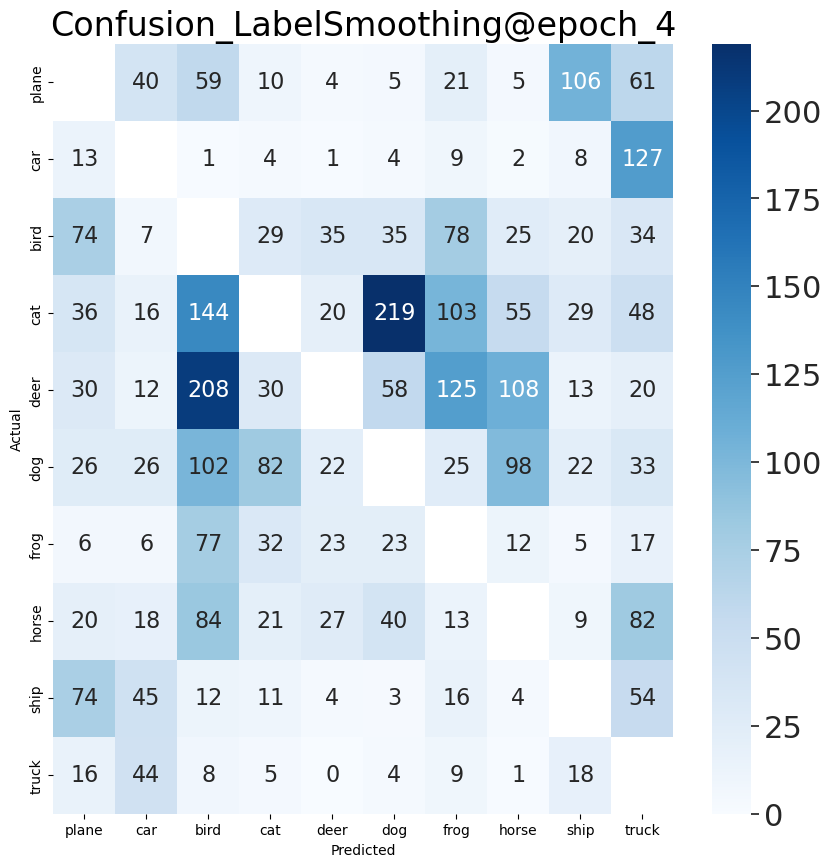 Confusion_LabelSmoothing@epoch_4
plane 40 59 10 4 5 21 5 106 61
car 13 1 4 1 4 9 2 8 127
bird 74 7 29 35 35 78 25 20 34
cat 36 16 144 20 219 103 55 29 48
deer 30 12 208 30 58 125 108 13 20
Actual
dog 26 26 102 82 22 25 98 22 33
frog 6 6 77 32 23 23 12 5 17
horse 20 18 84 21 27 40 13 9 82
ship 74 45 12 11 4 3 16 4 54
truck 16 44 8 5 0 4 9 1 18
plane car bird cat deer dog frog horse ship truck
Predicted
200
175
150
125
100
75
50
25
0